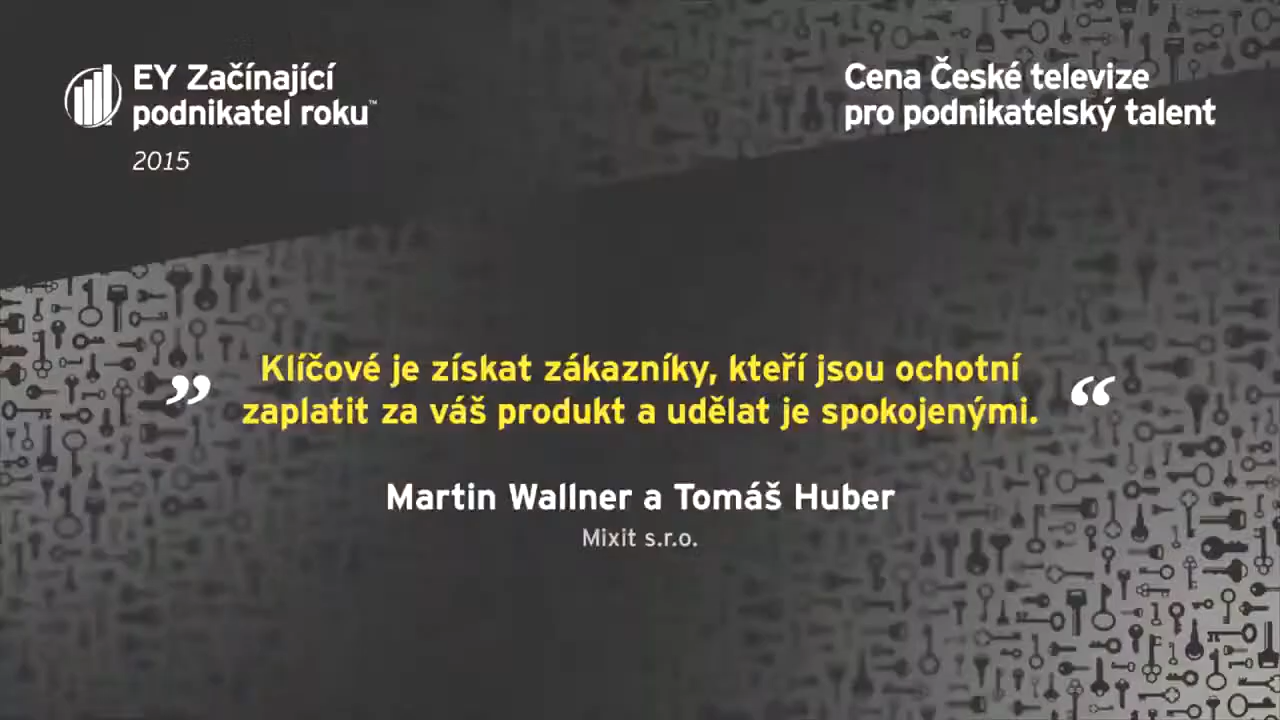 EY Začínající
podnikatel roku™
2015
Cena České televize
pro podnikatelský talent
” Klíčové je získat zákazníky, kteří jsou ochotní
zaplatit za váš produkt a udělat je spokojenými. “
Martin Wallner a Tomáš Huber
Mixit s.r.o.